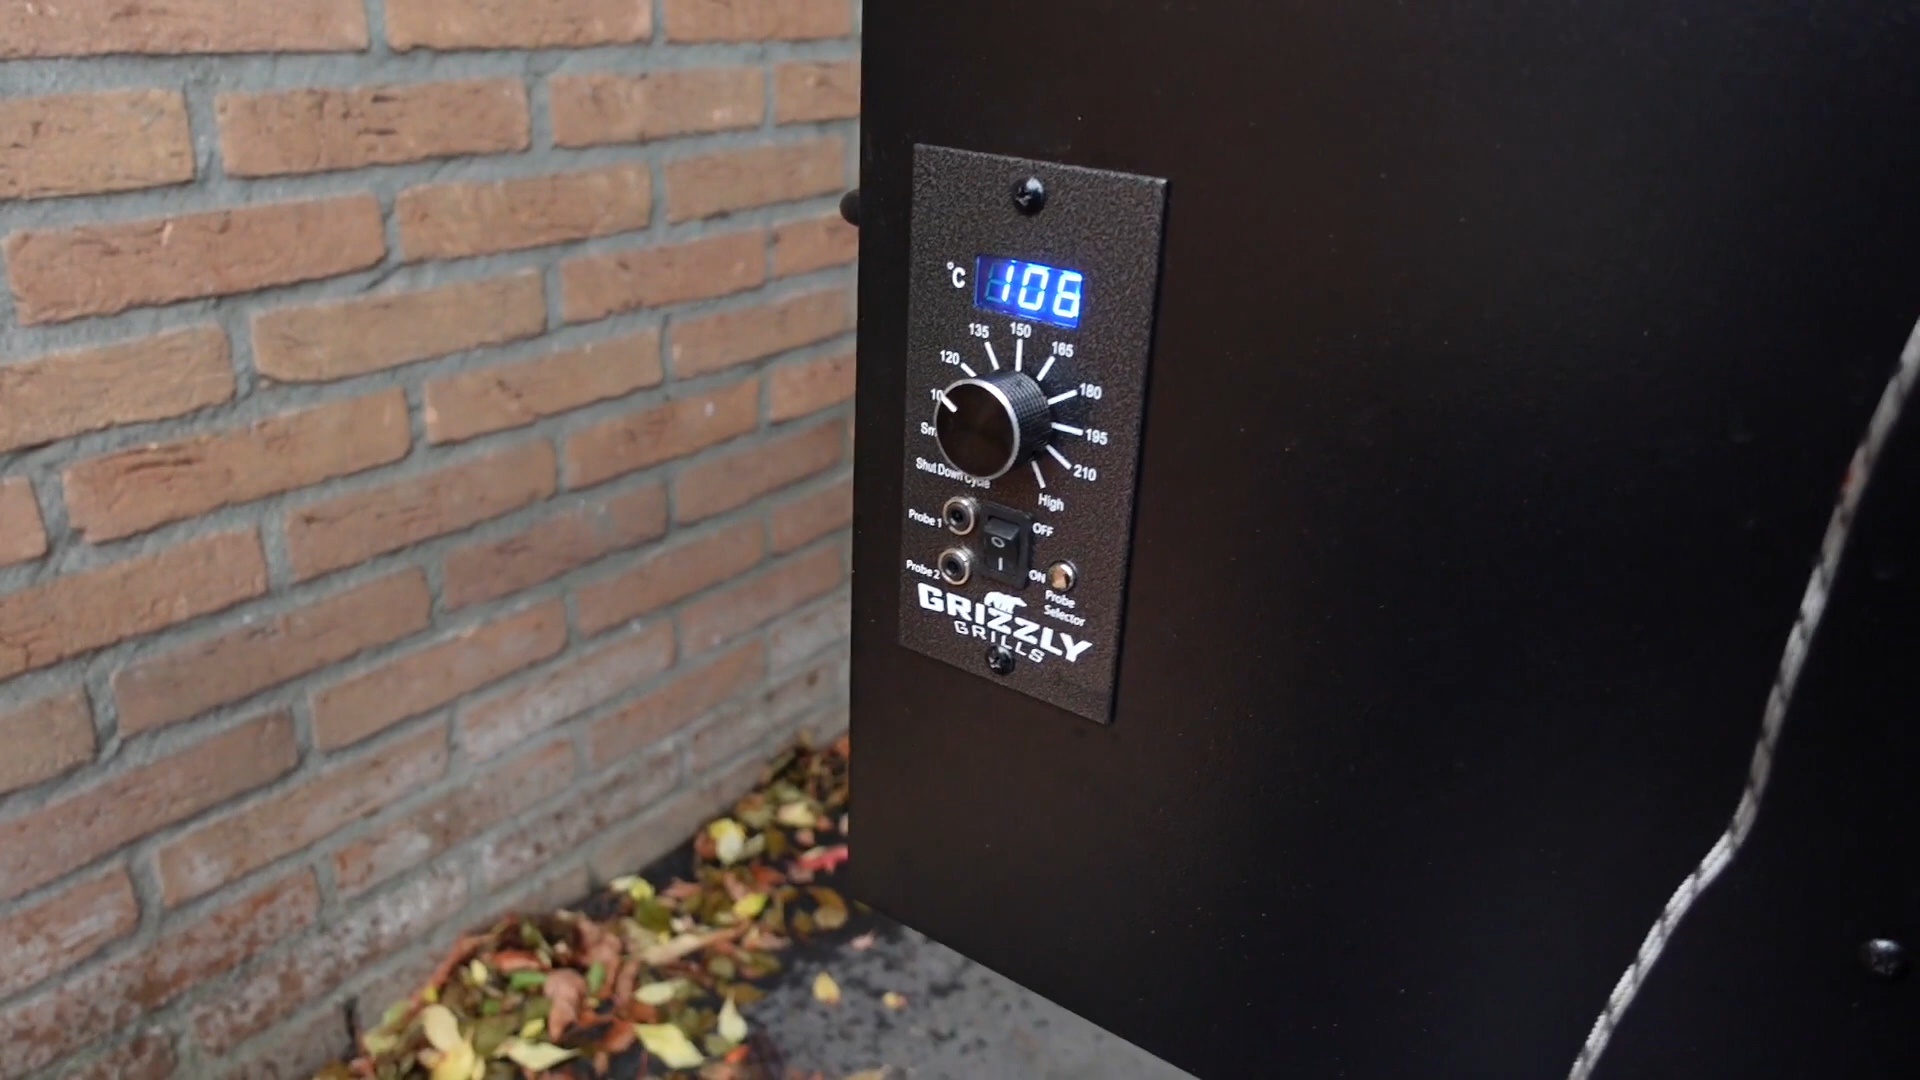 °C 106
135 150 165
120 180
195
210
Shut Down Cycle
High
Probe 1 OFF
O
I
Probe 2 ON
Probe
Selector
GRIZZLY
GRILLS